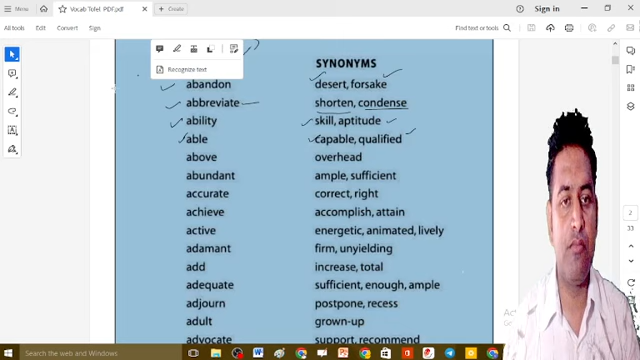 Menu
Vocab Tofel PDF.pdf
Create
Sign in
All tools
Edit
Convert
Sign
Find text or tools
Recognize text
SYNONYMS
abandon desert, forsake
abbreviate shorten, condense
ability skill, aptitude
able capable, qualified
above overhead
abundant ample, sufficient
accurate correct, right
achieve accomplish, attain
active energetic, animated, lively
adamant firm, unyielding
add increase, total
adequate sufficient, enough, ample
adjourn postpone, recess
adult grown-up
advocate support, recommend
2
33
Search Windows